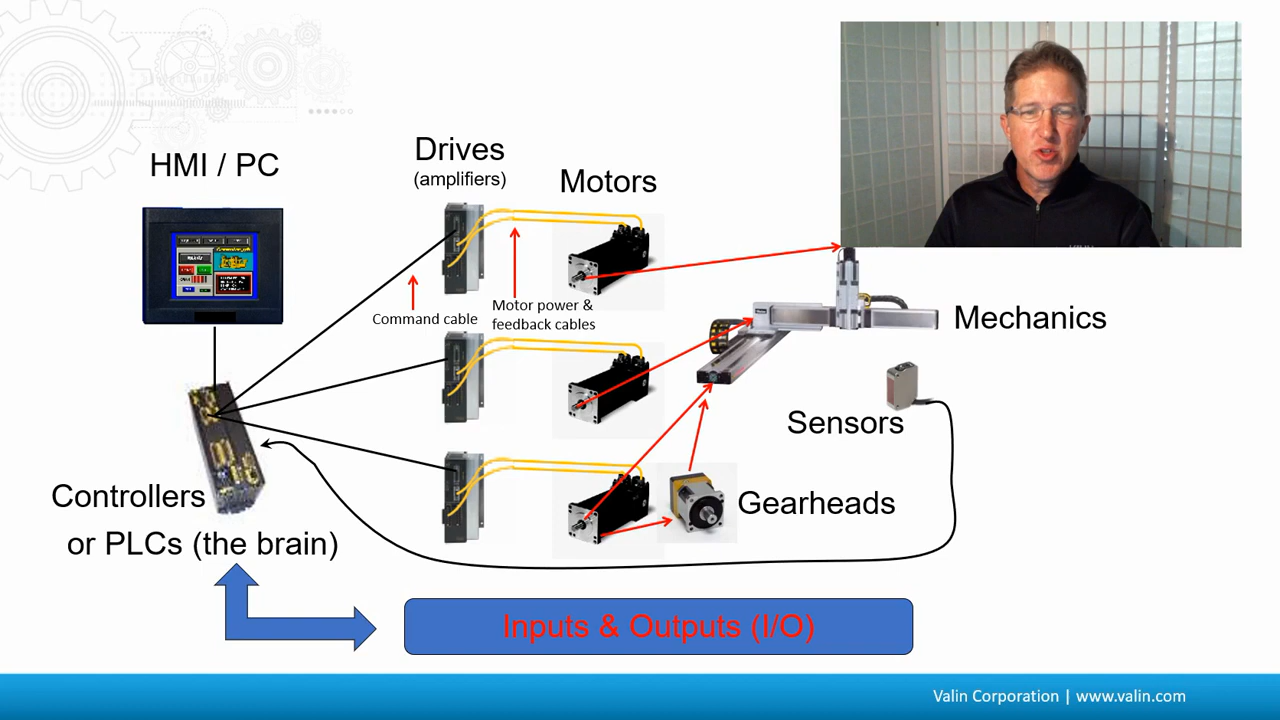 HMI / PC
Drives
(amplifiers)
Motors
Command cable
Motor power &
feedback cables
Mechanics
Sensors
Gearheads
Controllers
or PLCs (the brain)
Inputs & Outputs (I/O)
Valin Corporation | www.valin.com